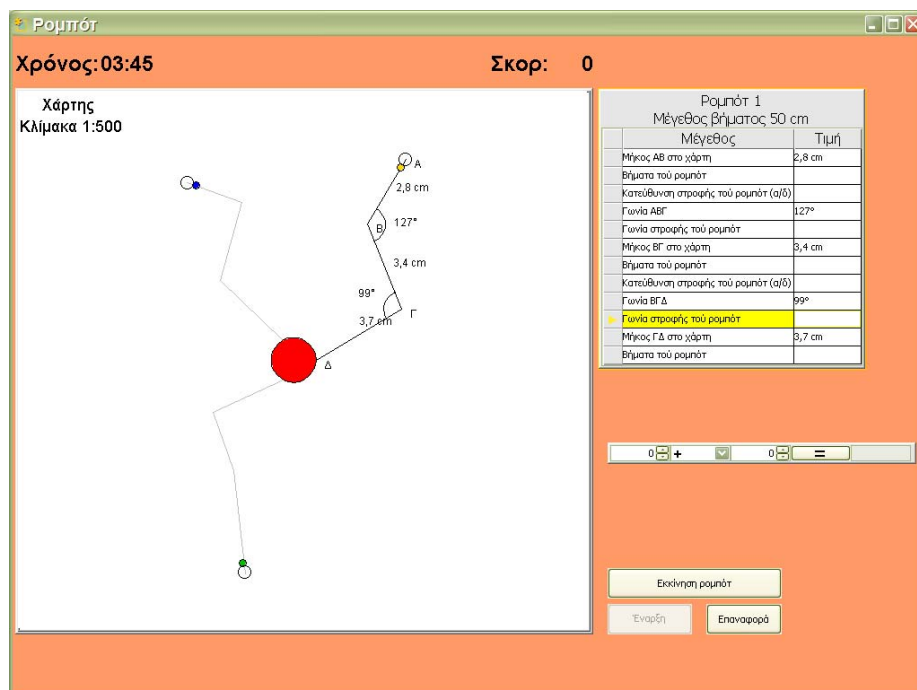 Ρομπότ
Χρόνος: 03:45
Σκορ: 0
Χάρτης
Κλίμακα 1:500
Α
2,8 cm
Β
127°
3,4 cm
99°
3,7 cm
Γ
Δ
Ρομπότ 1
Μέγεθος βήματος 50 cm
Μέγεθος Τιμή
Μήκος ΑΒ στο χάρτη 2,8 cm
Βήματα τού ρομπότ
Κατεύθυνση στροφής τού ρομπότ (α/δ)
Γωνία ΑΒΓ 127°
Γωνία στροφής τού ρομπότ
Μήκος ΒΓ στο χάρτη 3,4 cm
Βήματα τού ρομπότ
Κατεύθυνση στροφής τού ρομπότ (α/δ)
Γωνία ΒΓΔ 99°
Γωνία στροφής τού ρομπότ
Μήκος ΓΔ στο χάρτη 3,7 cm
Βήματα τού ρομπότ
0 + 0 =
Εκκίνηση ρομπότ
Έναρξη Επαναφορά